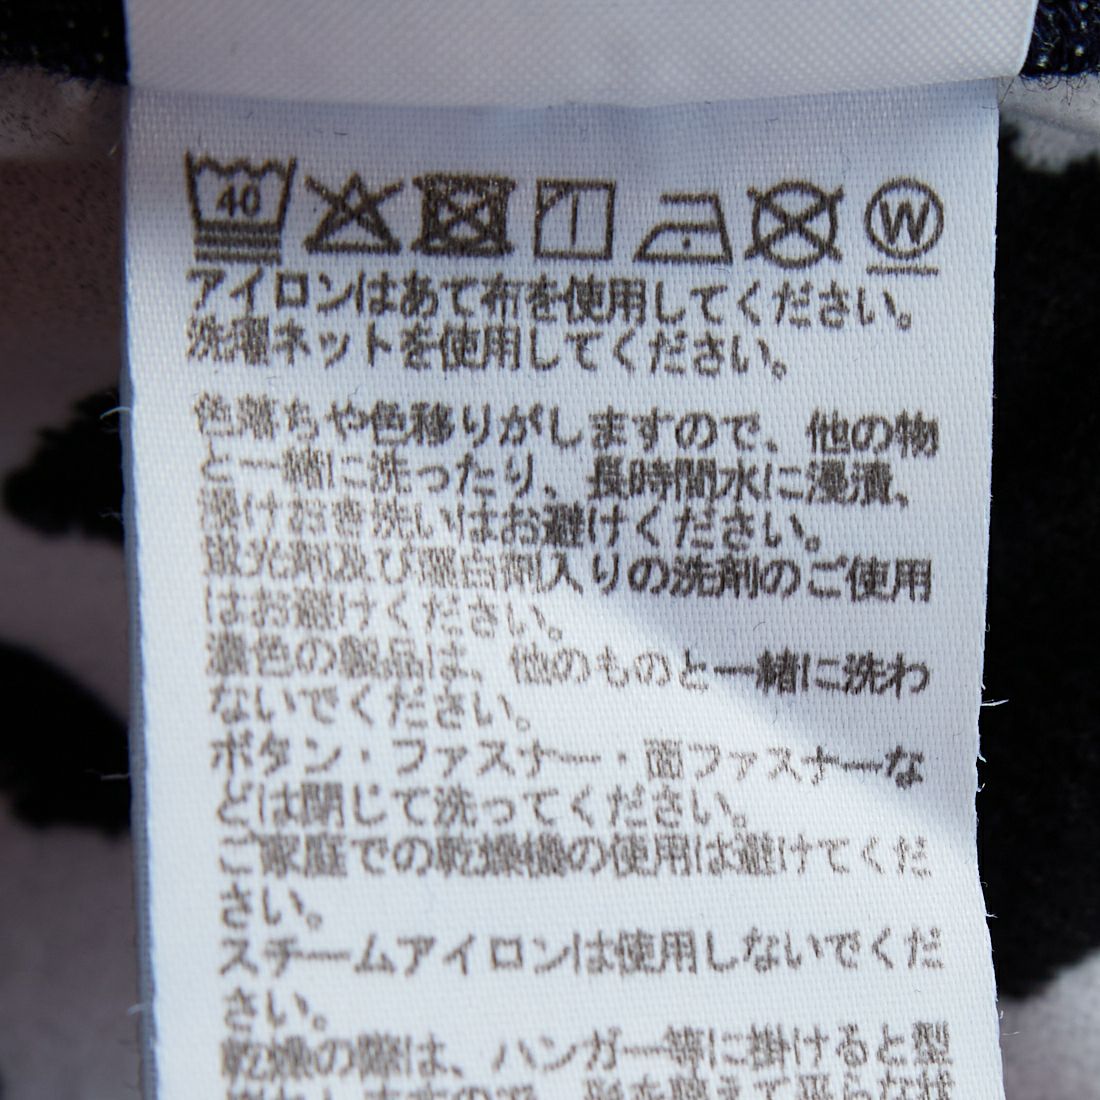 40 W
アイロンはあて布を使用してください。
洗濯ネットを使用してください。
色落ちや色移りがしますので、他の物
と一緒に洗ったり、長時間水に浸漬、
浸けおき洗いはお避けください。
蛍光剤及び漂白剤入りの洗剤のご使用
はお避けください。
濃色の製品は、他のものと一緒に洗わ
ないでください。
ボタン・ファスナー・面ファスナーな
どは閉じて洗ってください。
ご家庭での乾燥機の使用は避けてくだ
さい。
スチームアイロンは使用しないでくだ
さい。
乾燥の際は、ハンガー等に掛けると型